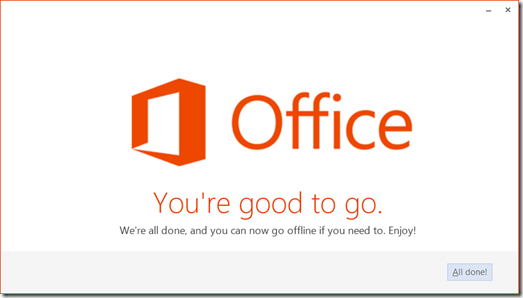 Office
You're good to go.
We're all done, and you can now go offline if you need to. Enjoy!
All done!